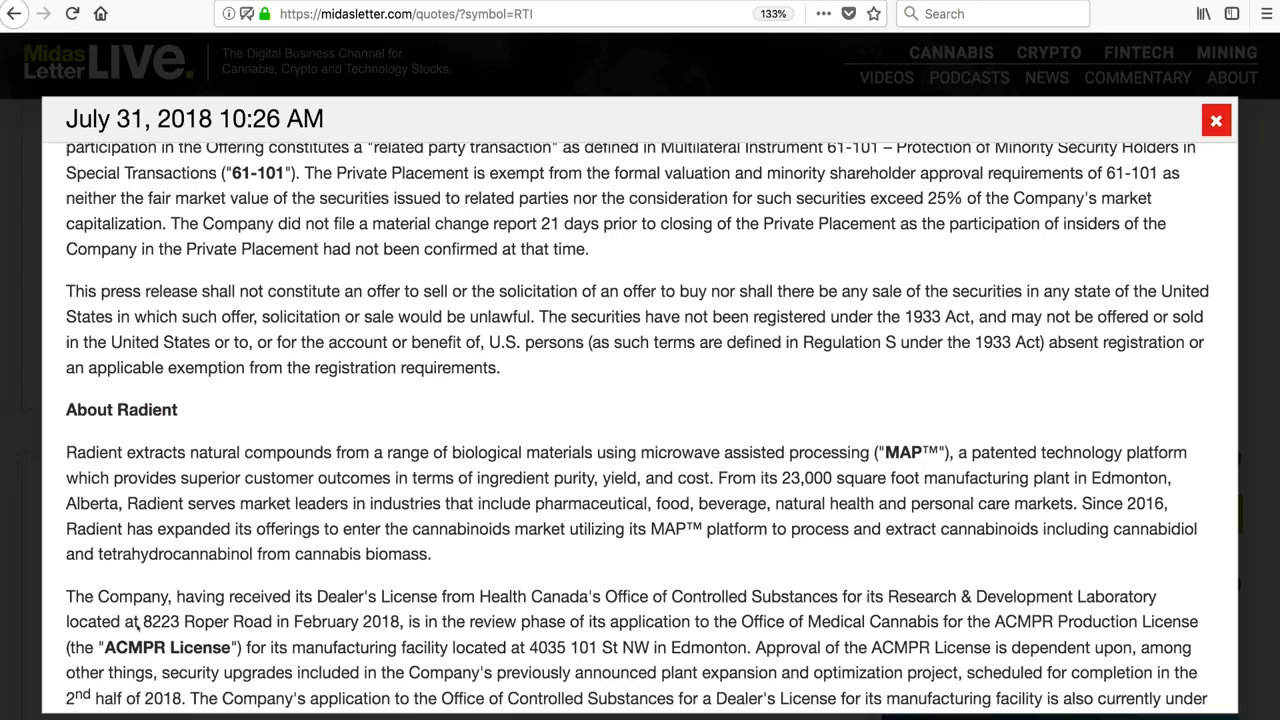 https://midasletter.com/quotes/?symbol=RTI
133%
Search
Midas
Letter LIVE.
The Digital Business Channel for
Cannabis, Crypto and Technology Stocks.
CANNABIS CRYPTO FINTECH MINING
VIDEOS PODCASTS NEWS COMMENTARY ABOUT
July 31, 2018 10:26 AM
participation in the Offering constitutes a "related party transaction" as defined in Multilateral Instrument 61-101 – Protection of Minority Security Holders in
Special Transactions ("61-101"). The Private Placement is exempt from the formal valuation and minority shareholder approval requirements of 61-101 as
neither the fair market value of the securities issued to related parties nor the consideration for such securities exceed 25% of the Company's market
capitalization. The Company did not file a material change report 21 days prior to closing of the Private Placement as the participation of insiders of the
Company in the Private Placement had not been confirmed at that time.
This press release shall not constitute an offer to sell or the solicitation of an offer to buy nor shall there be any sale of the securities in any state of the United
States in which such offer, solicitation or sale would be unlawful. The securities have not been registered under the 1933 Act, and may not be offered or sold
in the United States or to, or for the account or benefit of, U.S. persons (as such terms are defined in Regulation S under the 1933 Act) absent registration or
an applicable exemption from the registration requirements.
About Radient
Radient extracts natural compounds from a range of biological materials using microwave assisted processing ("MAP™"), a patented technology platform
which provides superior customer outcomes in terms of ingredient purity, yield, and cost. From its 23,000 square foot manufacturing plant in Edmonton,
Alberta, Radient serves market leaders in industries that include pharmaceutical, food, beverage, natural health and personal care markets. Since 2016,
Radient has expanded its offerings to enter the cannabinoids market utilizing its MAP™ platform to process and extract cannabinoids including cannabidiol
and tetrahydrocannabinol from cannabis biomass.
The Company, having received its Dealer's License from Health Canada's Office of Controlled Substances for its Research & Development Laboratory
located at 8223 Roper Road in February 2018, is in the review phase of its application to the Office of Medical Cannabis for the ACMPR Production License
(the "ACMPR License") for its manufacturing facility located at 4035 101 St NW in Edmonton. Approval of the ACMPR License is dependent upon, among
other things, security upgrades included in the Company's previously announced plant expansion and optimization project, scheduled for completion in the
2nd half of 2018. The Company's application to the Office of Controlled Substances for a Dealer's License for its manufacturing facility is also currently under